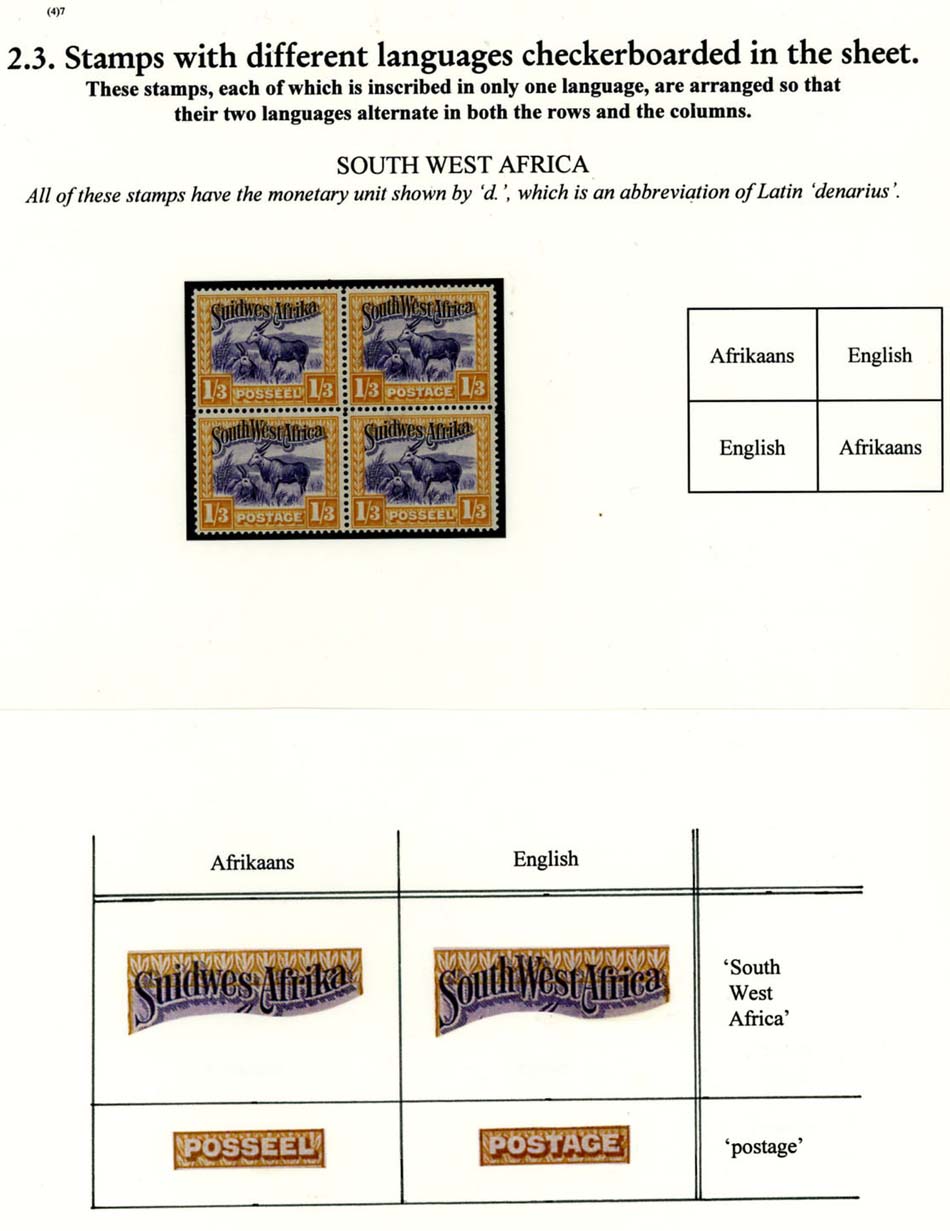 (4)7
2.3. Stamps with different languages checkerboarded in the sheet.
These stamps, each of which is inscribed in only one language, are arranged so that
their two languages alternate in both the rows and the columns.
SOUTH WEST AFRICA
All of these stamps have the monetary unit shown by ‘d.’, which is an abbreviation of Latin ‘denarius’.
Suidwes Afrika
1/3 POSSEEL 1/3
South West Africa
1/3 POSTAGE 1/3
South West Africa
1/3 POSTAGE 1/3
Suidwes Afrika
1/3 POSSEEL 1/3
Afrikaans English
English Afrikaans
Afrikaans English
Suidwes Afrika
South West Africa
‘South
West
Africa’
POSSEEL
POSTAGE
‘postage’